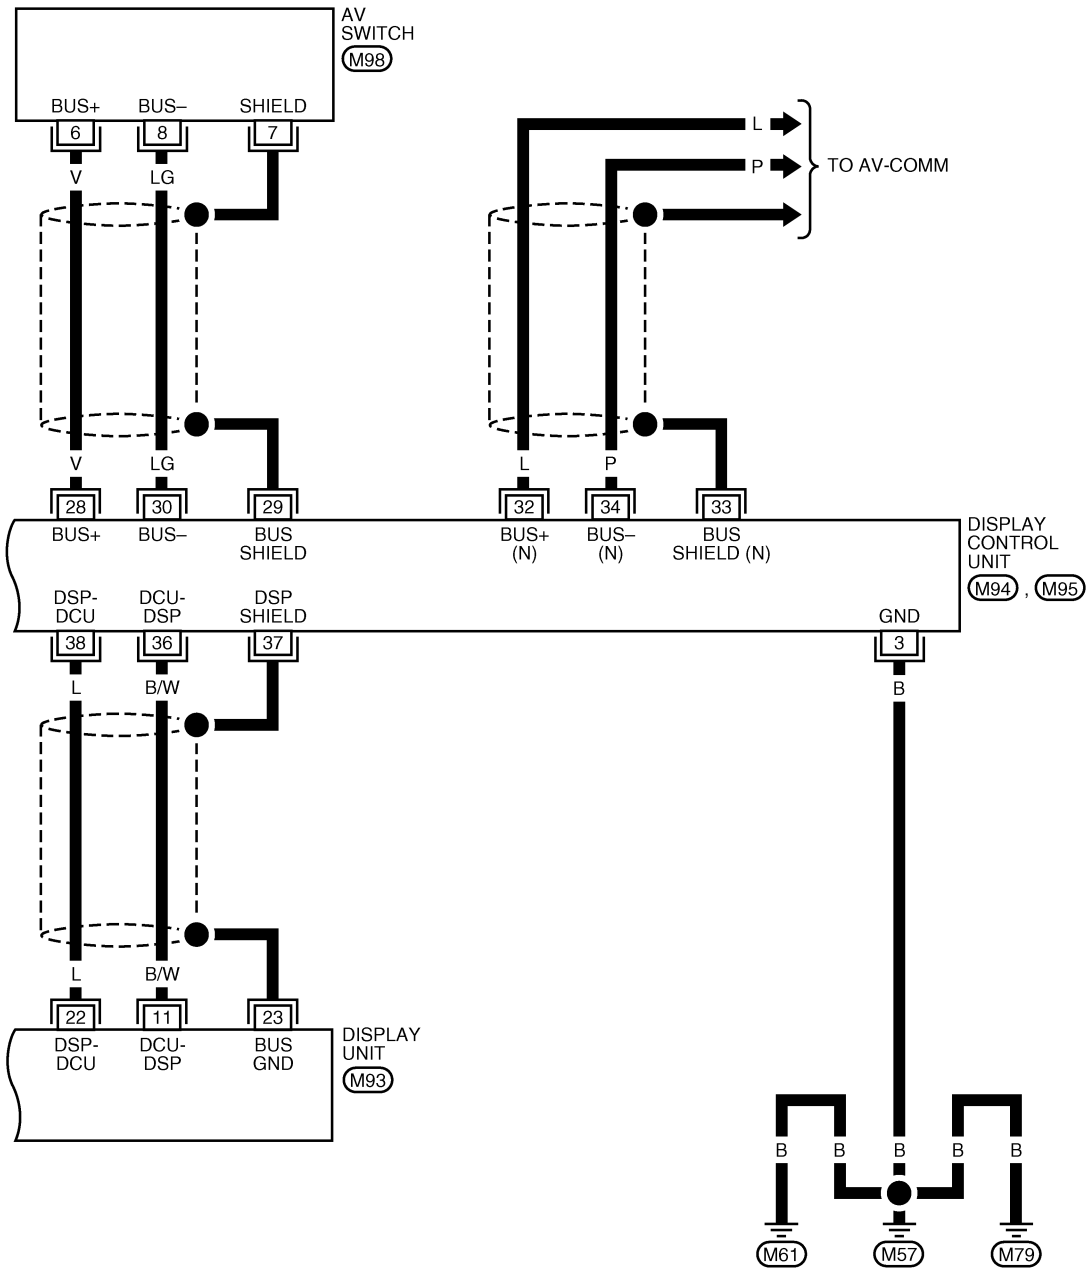 AV
SWITCH
M98
BUS+ BUS– SHIELD
6 8 7
V LG
L
P
TO AV-COMM
V LG
L P
28 30 29
32 34 33
BUS+ BUS– BUS
SHIELD
BUS+
(N)
BUS–
(N)
BUS
SHIELD (N)
DISPLAY
CONTROL
UNIT
M94 , M95
DSP-
DCU
DCU-
DSP
DSP
SHIELD
GND
38 36 37
3
L B/W
B
L B/W
22 11 23
DSP-
DCU
DCU-
DSP
BUS
GND
DISPLAY
UNIT
M93
B B B B B
M61 M57 M79